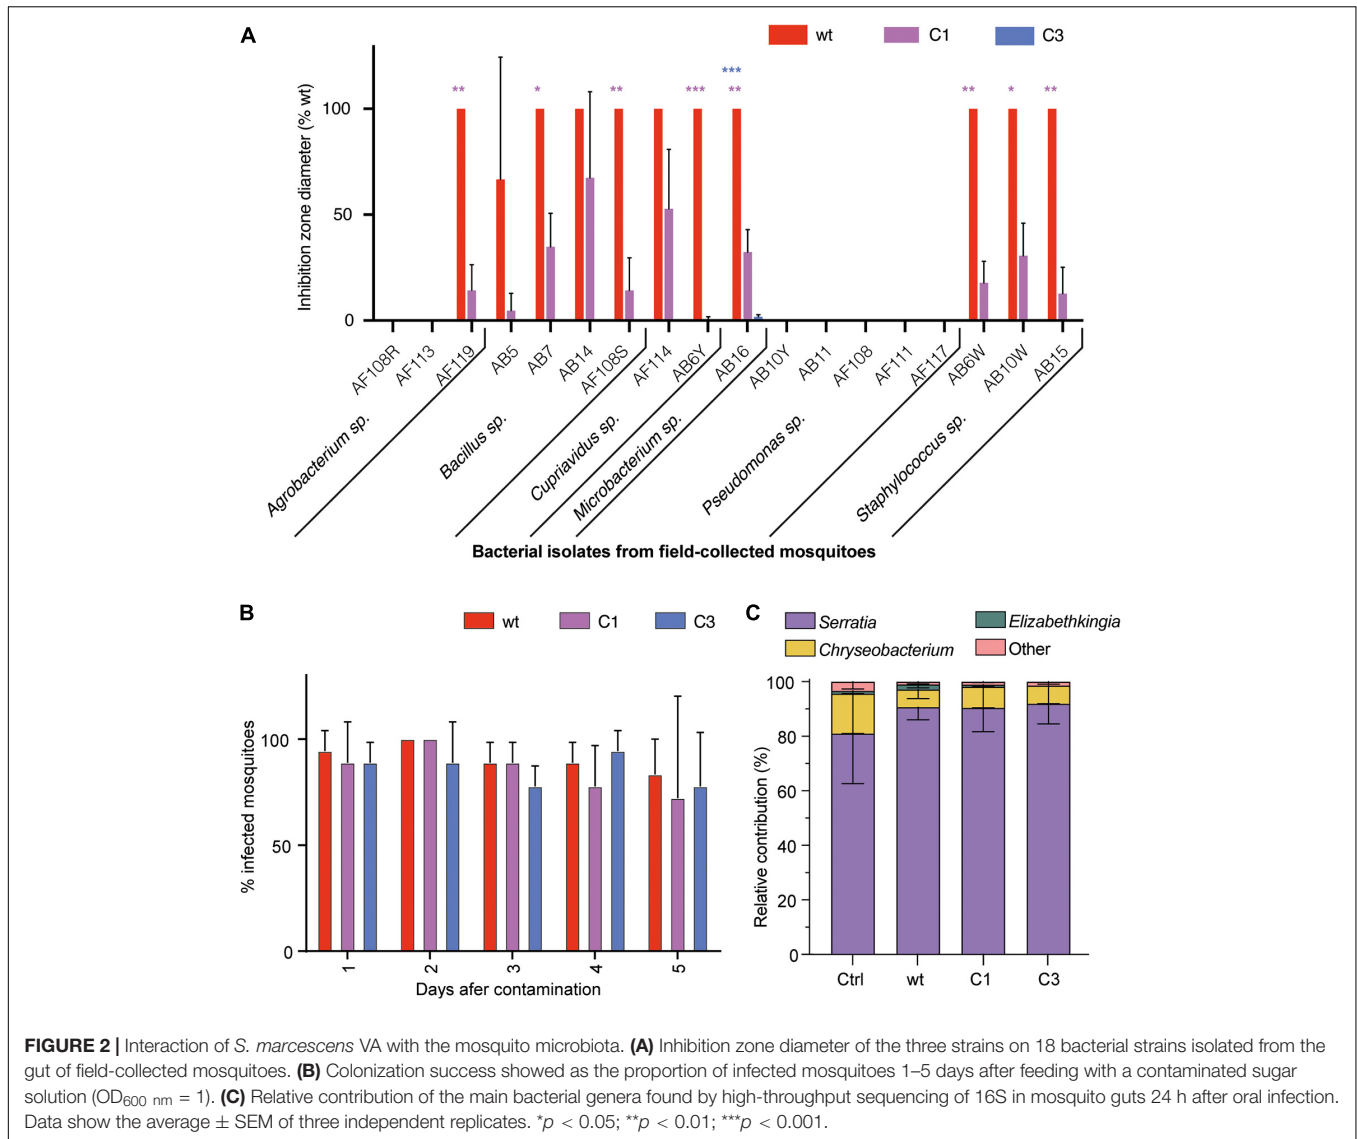 A
wt
C1
C3
Inhibition zone diameter (% wt)
100
50
0
**
*
**
***
***
**
**
*
**
AF108R
AF113
AF119
AB5
AB7
AB14
AF108S
AF114
AB6Y
AB16
AB10Y
AB11
AF108
AF111
AF117
AB6W
AB10W
AB15
Agrobacterium sp.
Bacillus sp.
Cupriavidus sp.
Microbacterium sp.
Pseudomonas sp.
Staphylococcus sp.
Bacterial isolates from field-collected mosquitoes
B
wt
C1
C3
% infected mosquitoes
100
50
0
1
2
3
4
5
Days afer contamination
C
Serratia
Elizabethkingia
Chryseobacterium
Other
Relative contribution (%)
100
80
60
40
20
0
Ctrl
wt
C1
C3
FIGURE 2 | Interaction of S. marcescens VA with the mosquito microbiota. (A) Inhibition zone diameter of the three strains on 18 bacterial strains isolated from the
gut of field-collected mosquitoes. (B) Colonization success showed as the proportion of infected mosquitoes 1–5 days after feeding with a contaminated sugar
solution (OD600 nm = 1). (C) Relative contribution of the main bacterial genera found by high-throughput sequencing of 16S in mosquito guts 24 h after oral infection.
Data show the average ± SEM of three independent replicates. *p < 0.05; **p < 0.01; ***p < 0.001.